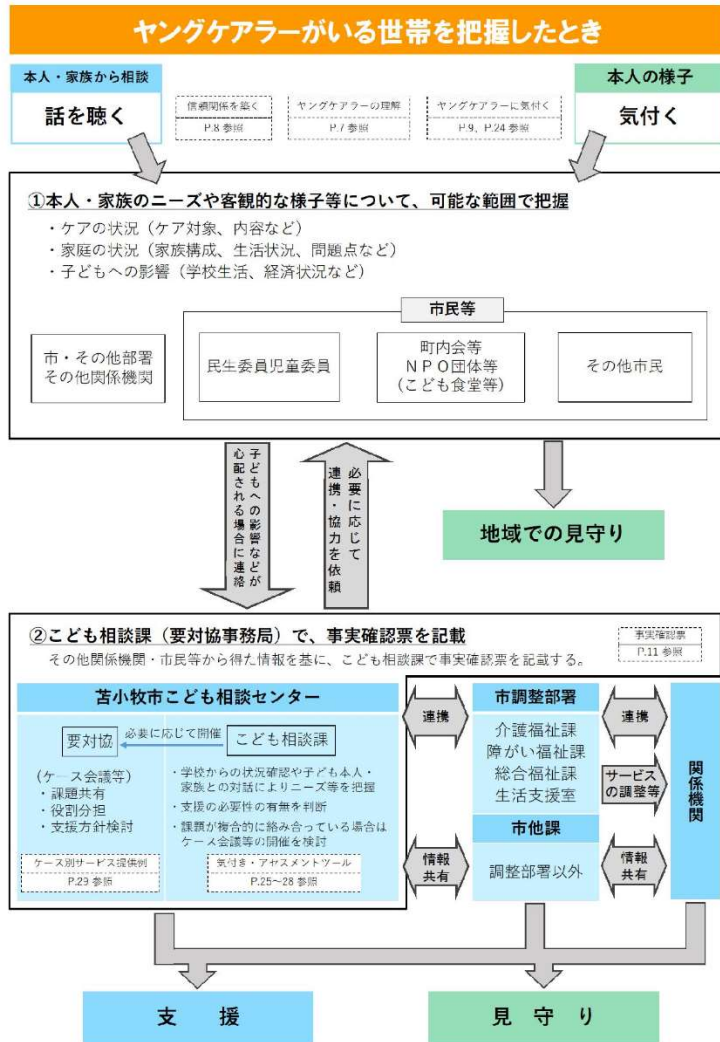 ヤングケアラーがいる世帯を把握したとき
本人・家族から相談
話を聴く
信頼関係を築く
P.8 参照
ヤングケアラーの理解
P.7 参照
ヤングケアラーに気付く
P.9、P.24 参照
本人の様子
気付く
①本人・家族のニーズや客観的な様子等について、可能な範囲で把握
・ケアの状況（ケア対象、内容など）
・家庭の状況（家族構成、生活状況、問題点など）
・子どもへの影響（学校生活、経済状況など）
市民等
市・その他部署
その他関係機関
民生委員児童委員
町内会等
ＮＰＯ団体等
(こども食堂等)
その他市民
子どもへの影響などが
心配される場合に連絡
必要に応じて
連携・協力を依頼
地域での見守り
②こども相談課（要対協事務局）で、事実確認票を記載
その他関係機関・市民等から得た情報を基に、こども相談課で事実確認票を記載する。
事実確認票
P.11 参照
苫小牧市こども相談センター
要対協
必要に応じて開催
こども相談課
（ケース会議等）
・課題共有
・役割分担
・支援方針検討
・学校からの状況確認や子ども本人・
家族との対話によりニーズ等を把握
・支援の必要性の有無を判断
・課題が複合的に絡み合っている場合は
ケース会議等の開催を検討
ケース別サービス提供例
P.29 参照
気付き・アセスメントツール
P.25～28 参照
連携
情報
共有
市調整部署
介護福祉課
障がい福祉課
総合福祉課
生活支援室
市他課
調整部署以外
連携
サービス
の調整等
情報
共有
関係機関
支 援
見 守 り